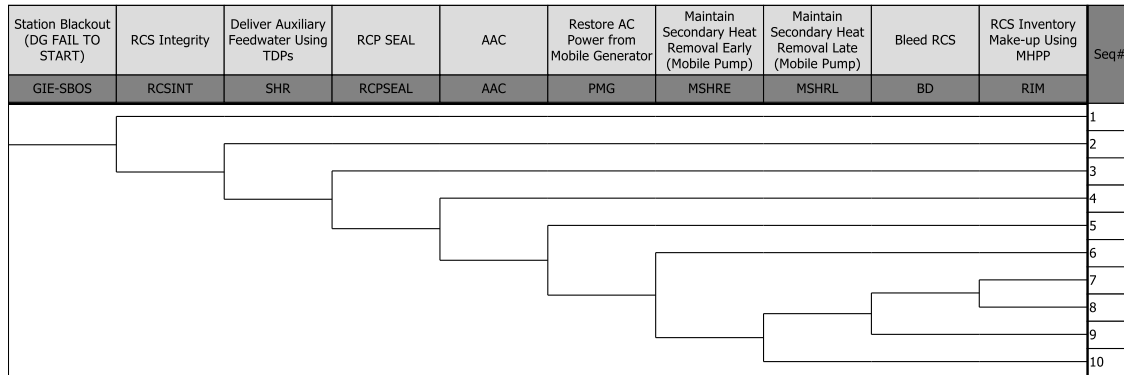 Station Blackout
(DG FAIL TO
START)
RCS Integrity
Deliver Auxiliary
Feedwater Using
TDPs
RCP SEAL
AAC
Restore AC
Power from
Mobile Generator
Maintain
Secondary Heat
Removal Early
(Mobile Pump)
Maintain
Secondary Heat
Removal Late
(Mobile Pump)
Bleed RCS
RCS Inventory
Make-up Using
MHPP
Seq#
GIE-SBOS
RCSINT
SHR
RCPSEAL
AAC
PMG
MSHRE
MSHRL
BD
RIM
1
2
3
4
5
6
7
8
9
10